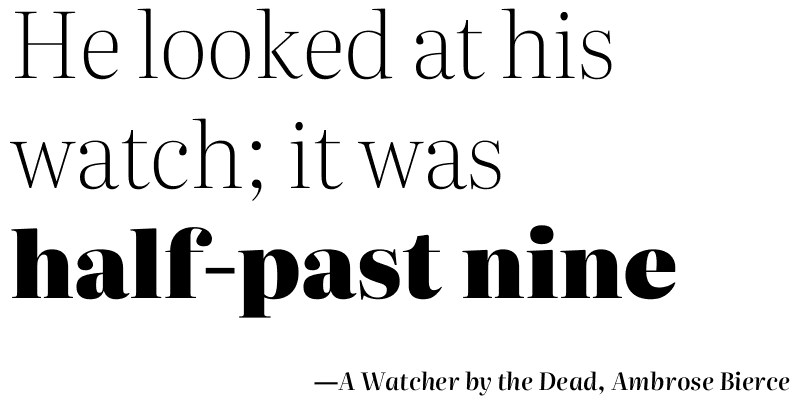 He looked at his
watch; it was
half-past nine
—A Watcher by the Dead, Ambrose Bierce